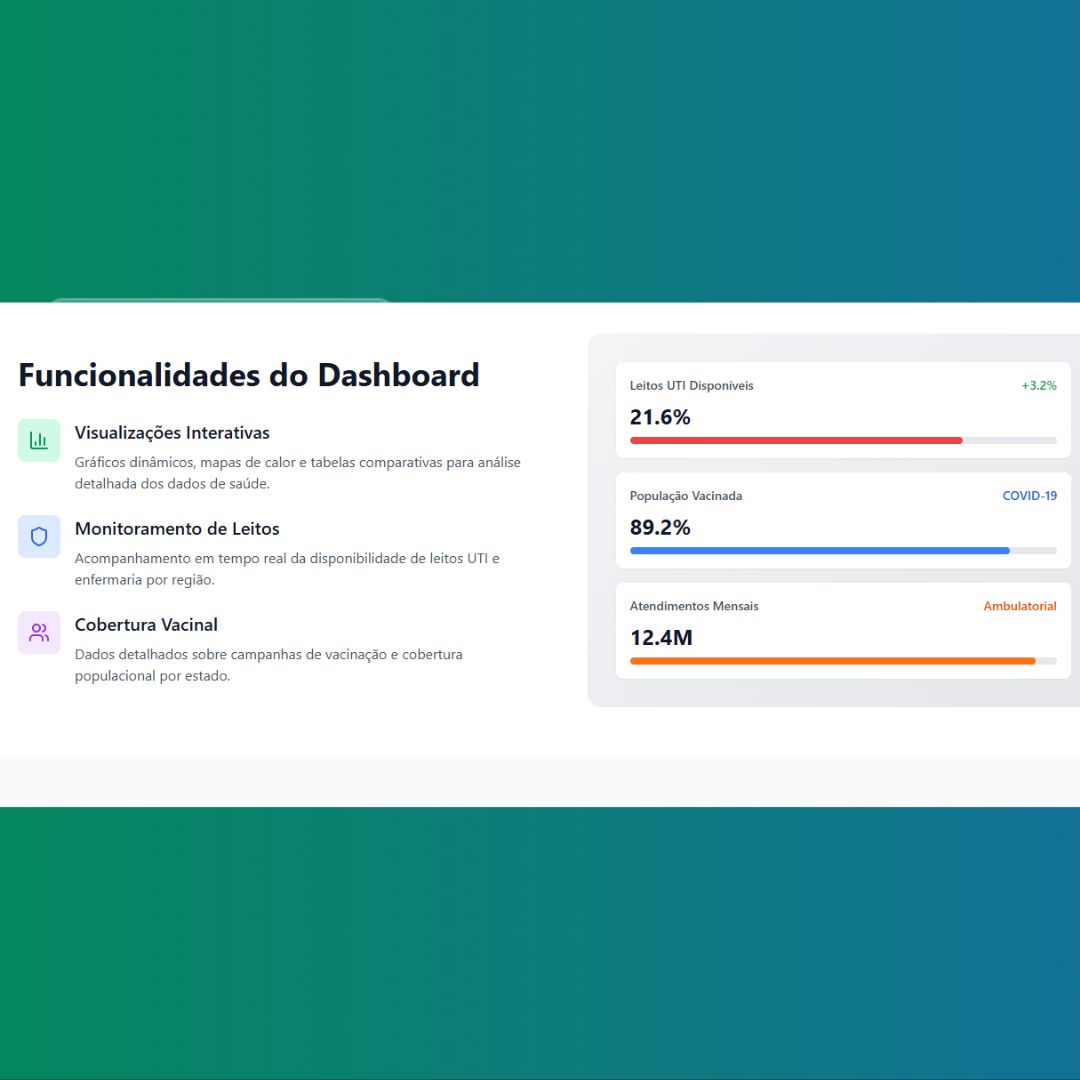 Funcionalidades do Dashboard
Visualizações Interativas
Gráficos dinâmicos, mapas de calor e tabelas comparativas para análise
detalhada dos dados de saúde.
Monitoramento de Leitos
Acompanhamento em tempo real da disponibilidade de leitos UTI e
enfermaria por região.
Cobertura Vacinal
Dados detalhados sobre campanhas de vacinação e cobertura
populacional por estado.
Leitos UTI Disponíveis
+3.2%
21.6%
População Vacinada
COVID-19
89.2%
Atendimentos Mensais
Ambulatorial
12.4M